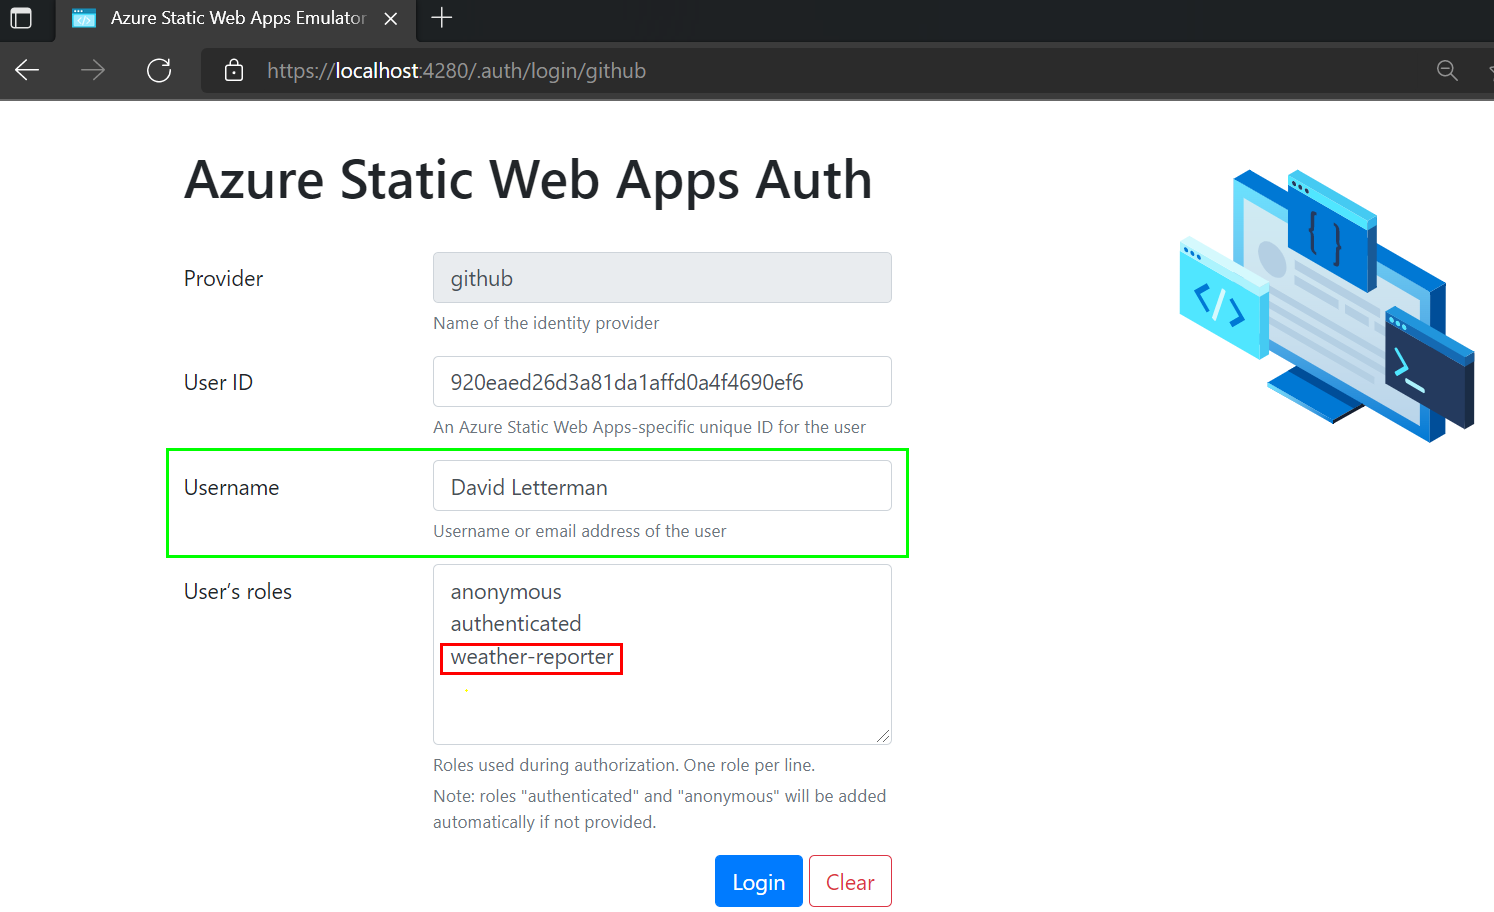 Azure Static Web Apps Emulator
https://localhost:4280/.auth/login/github
Azure Static Web Apps Auth
Provider
github
Name of the identity provider
User ID
920eaed26d3a81da1affd0a4f4690ef6
An Azure Static Web Apps-specific unique ID for the user
Username
David Letterman
Username or email address of the user
User’s roles
anonymous
authenticated
weather-reporter
Roles used during authorization. One role per line.
Note: roles "authenticated" and "anonymous" will be added
automatically if not provided.
Login
Clear